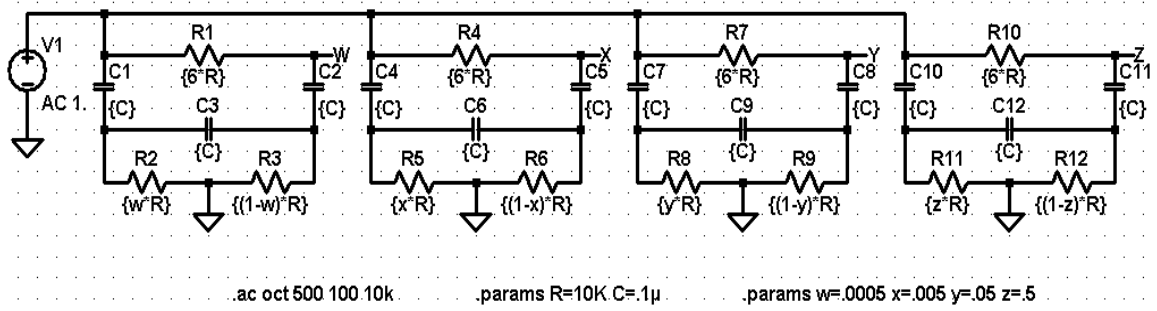 V1
AC 1.
R1
{6*R}
W
C1
{C}
C2
{C}
C3
{C}
R2
{w*R}
R3
{(1-w)*R}
R4
{6*R}
X
C4
{C}
C5
{C}
C6
{C}
R5
{x*R}
R6
{(1-x)*R}
R7
{6*R}
Y
C7
{C}
C8
{C}
C9
{C}
R8
{y*R}
R9
{(1-y)*R}
R10
{6*R}
Z
C10
{C}
C11
{C}
C12
{C}
R11
{z*R}
R12
{(1-z)*R}
.ac oct 500 100 10k
.params R=10K C=.1µ
.params w=.0005 x=.005 y=.05 z=.5